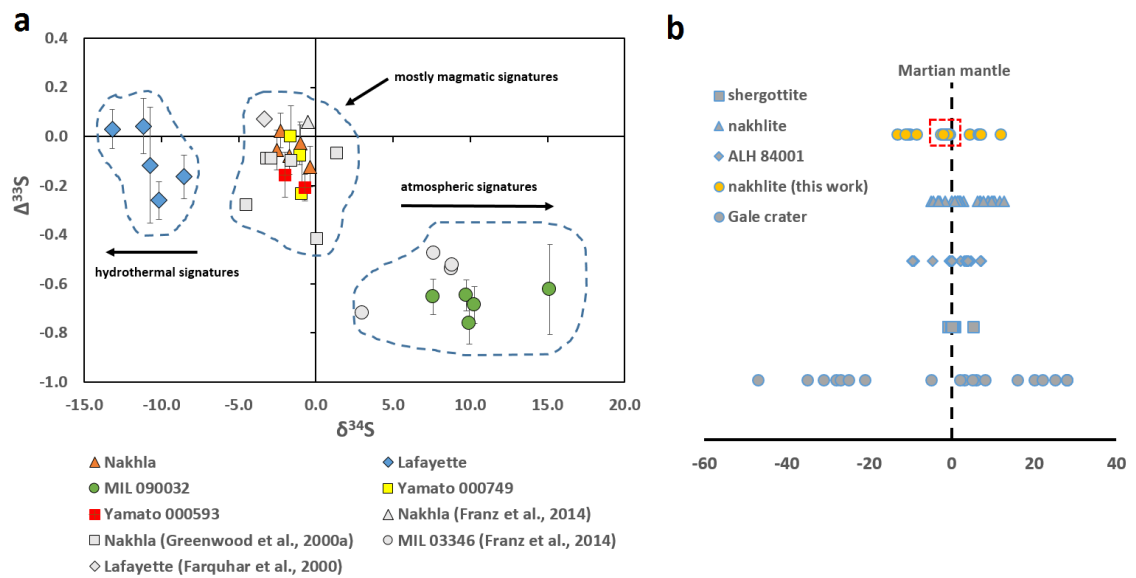 a
0.4
0.2
0.0
-0.2
-0.4
-0.6
-0.8
-1.0
Δ³³S
mostly magmatic signatures
atmospheric signatures
hydrothermal signatures
-15.0 -10.0 -5.0 0.0 5.0 10.0 15.0 20.0
δ³⁴S
Nakhla
Lafayette
MIL 090032
Yamato 000749
Yamato 000593
Nakhla (Franz et al., 2014)
Nakhla (Greenwood et al., 2000a)
MIL 03346 (Franz et al., 2014)
Lafayette (Farquhar et al., 2000)
b
Martian mantle
shergottite
nakhlite
ALH 84001
nakhlite (this work)
Gale crater
-60 -40 -20 0 20 40